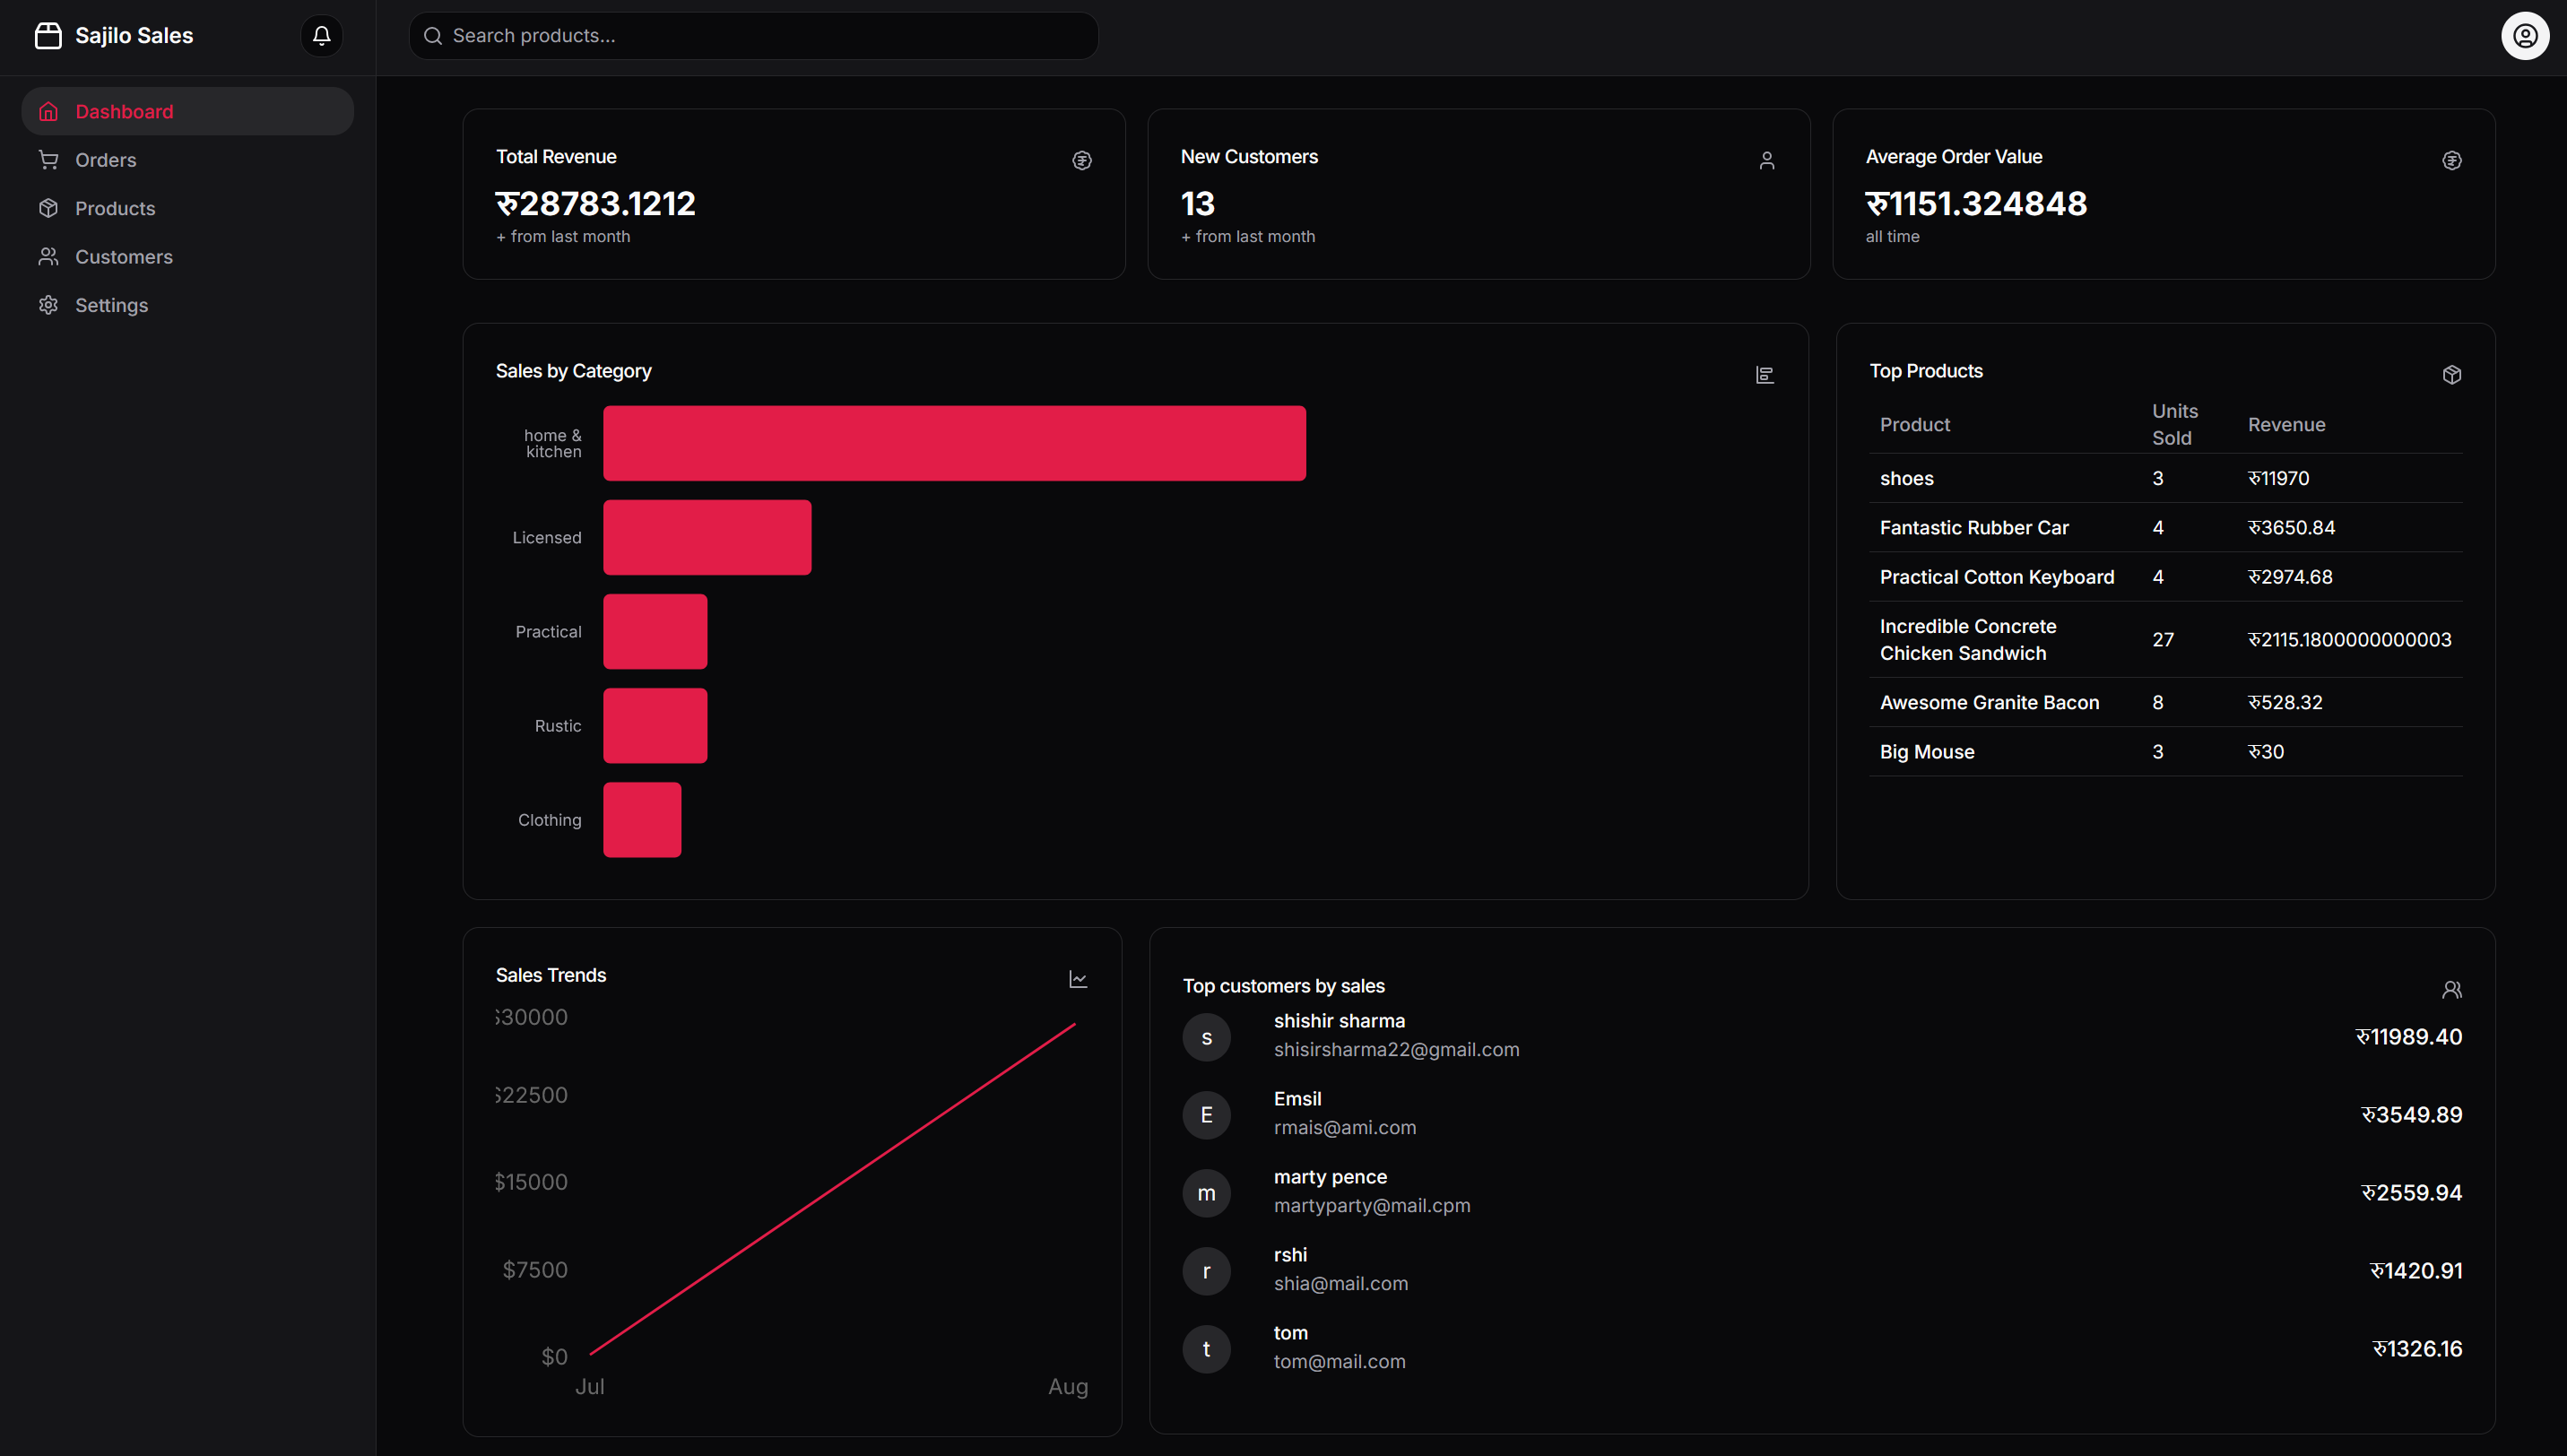 Sajilo Sales
Search products...
Dashboard
Orders
Products
Customers
Settings
Total Revenue
रु28783.1212
+ from last month
New Customers
13
+ from last month
Average Order Value
रु1151.324848
all time
Sales by Category
home &
kitchen
Licensed
Practical
Rustic
Clothing
Top Products
Product Units Sold Revenue
shoes 3 रु11970
Fantastic Rubber Car 4 रु3650.84
Practical Cotton Keyboard 4 रु2974.68
Incredible Concrete
Chicken Sandwich 27 रु2115.1800000000003
Awesome Granite Bacon 8 रु528.32
Big Mouse 3 रु30
Sales Trends
$30000
$22500
$15000
$7500
$0
Jul Aug
Top customers by sales
s
shishir sharma
shisirsharma22@gmail.com
रु11989.40
E
Emsil
rmais@ami.com
रु3549.89
m
marty pence
martyparty@mail.cpm
रु2559.94
r
rshi
shia@mail.com
रु1420.91
t
tom
tom@mail.com
रु1326.16